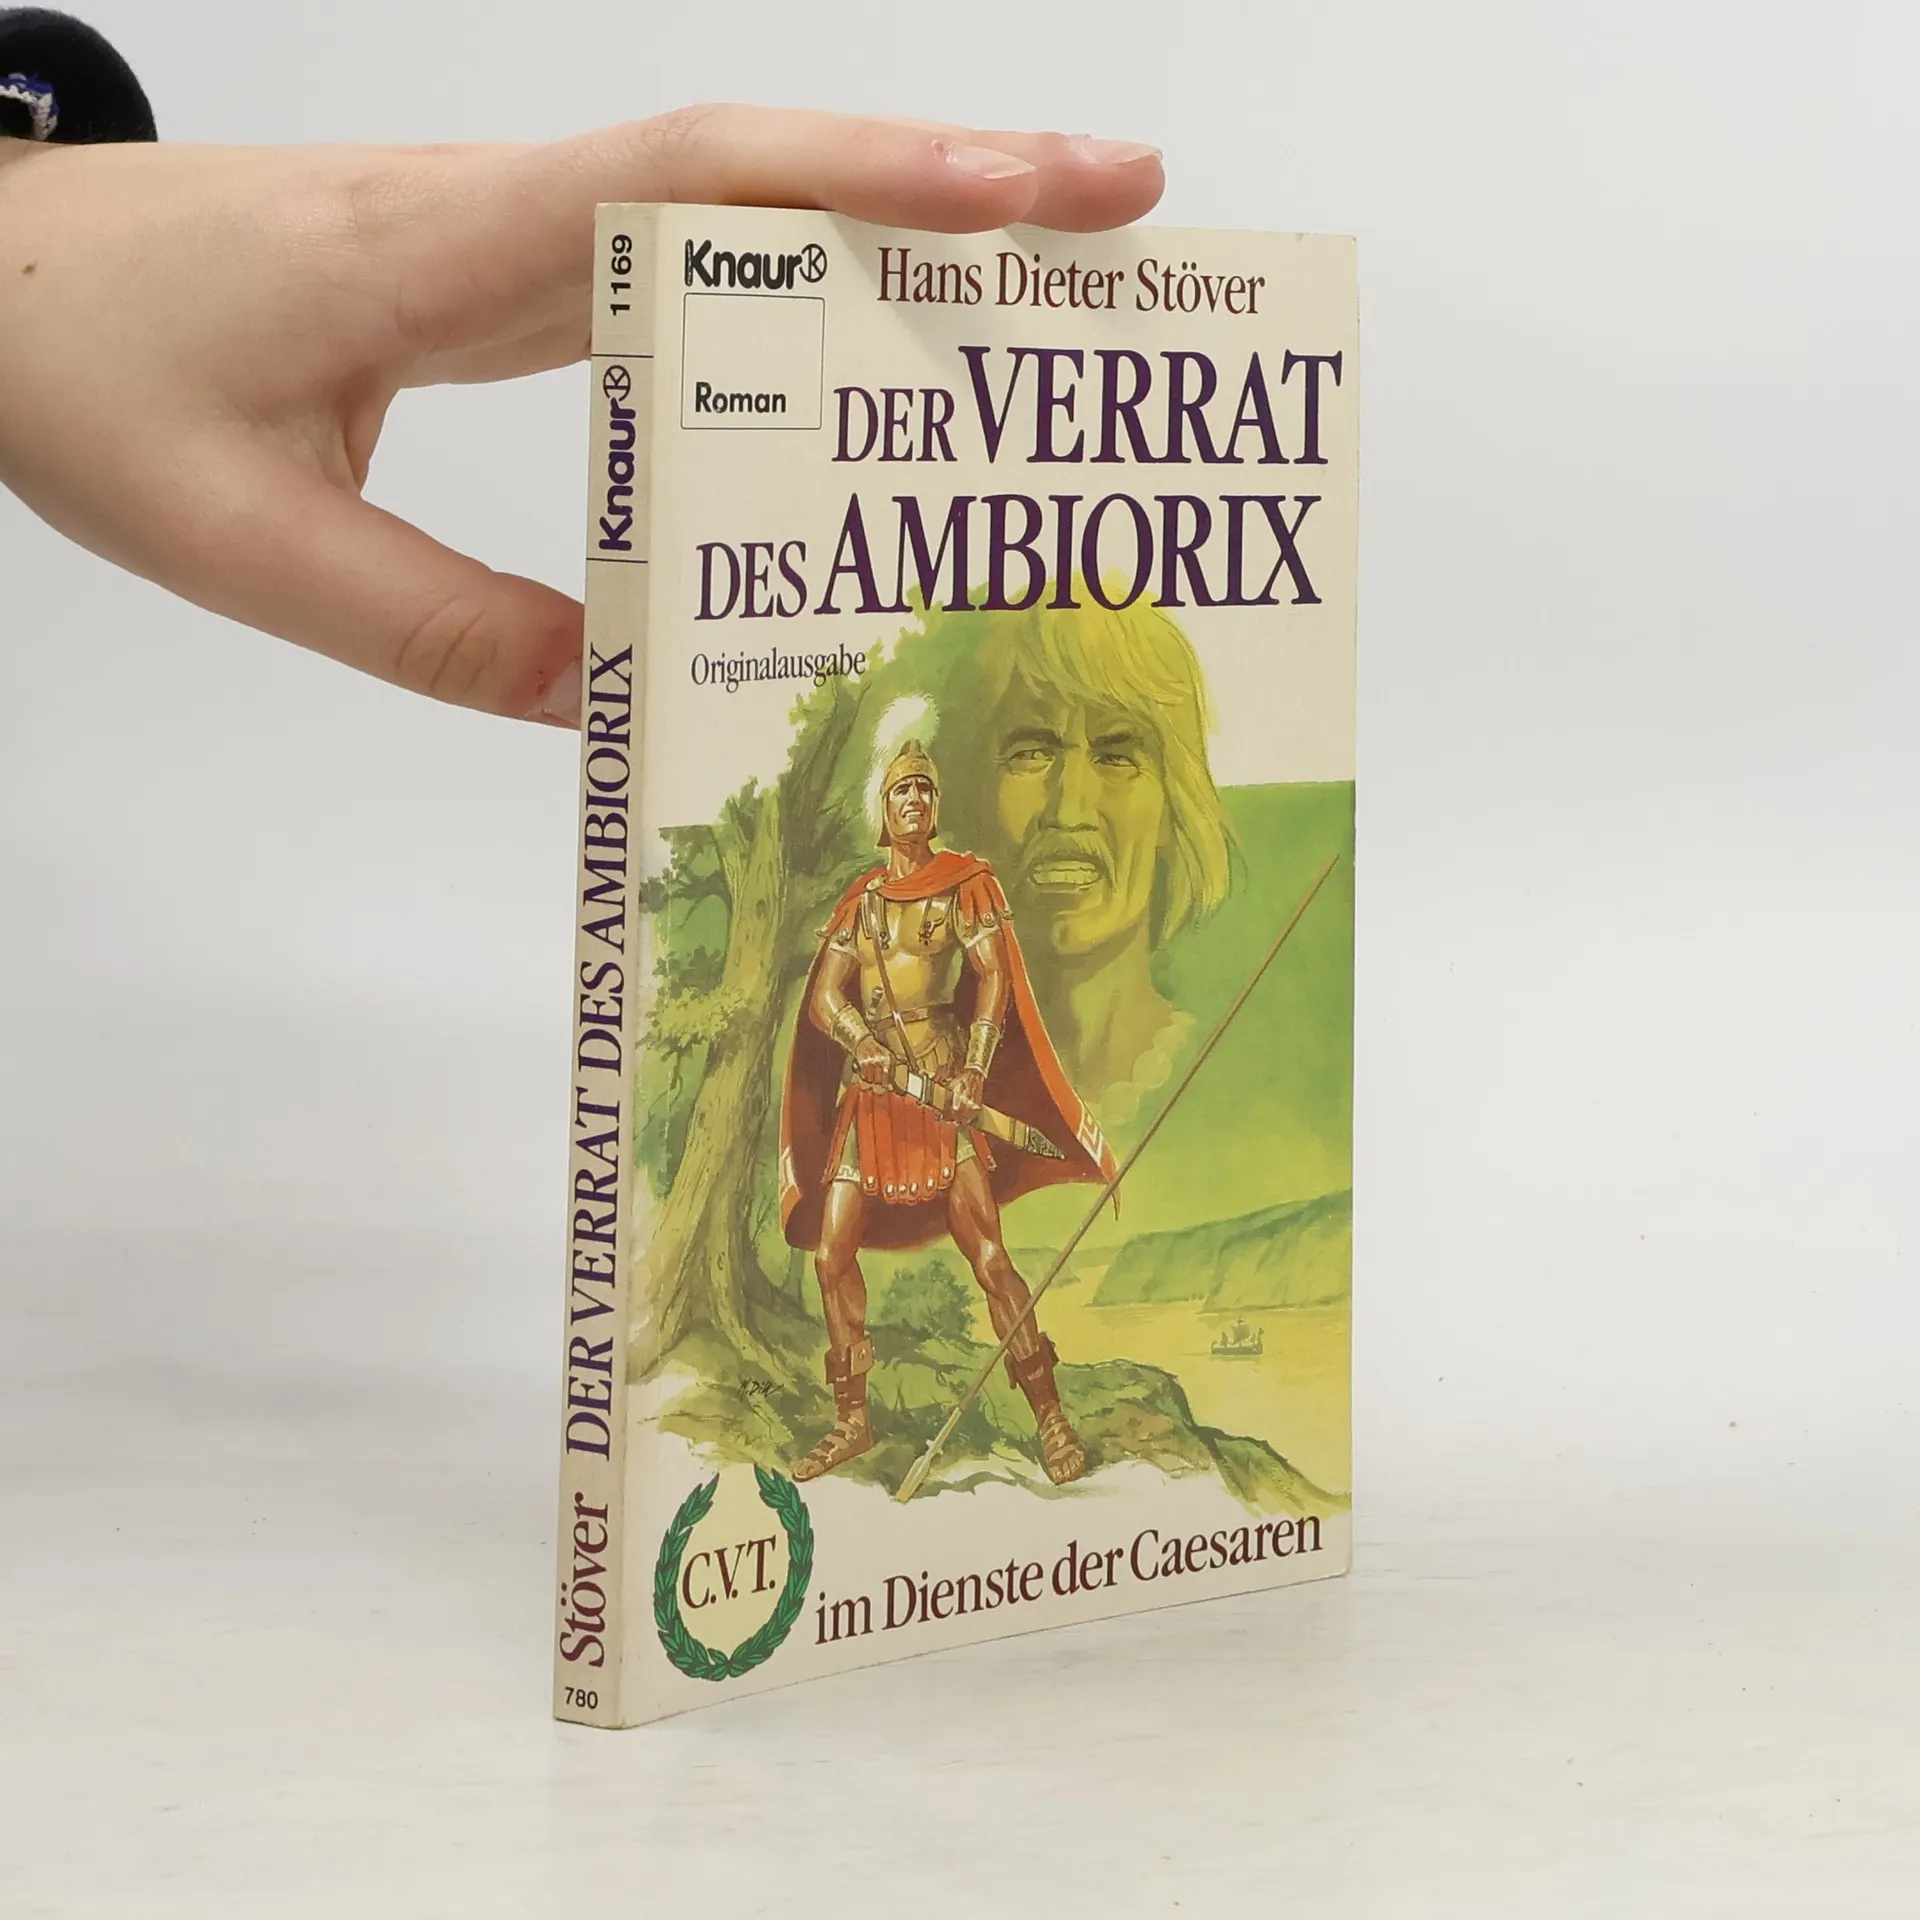 1169
Knaur
Stöver DER VERRAT DES AMBIORIX
780
Knaur
Roman
Hans Dieter Stöver
DER VERRAT
DES AMBIORIX
Originalausgabe
C.V.T.
im Dienste der Caesaren